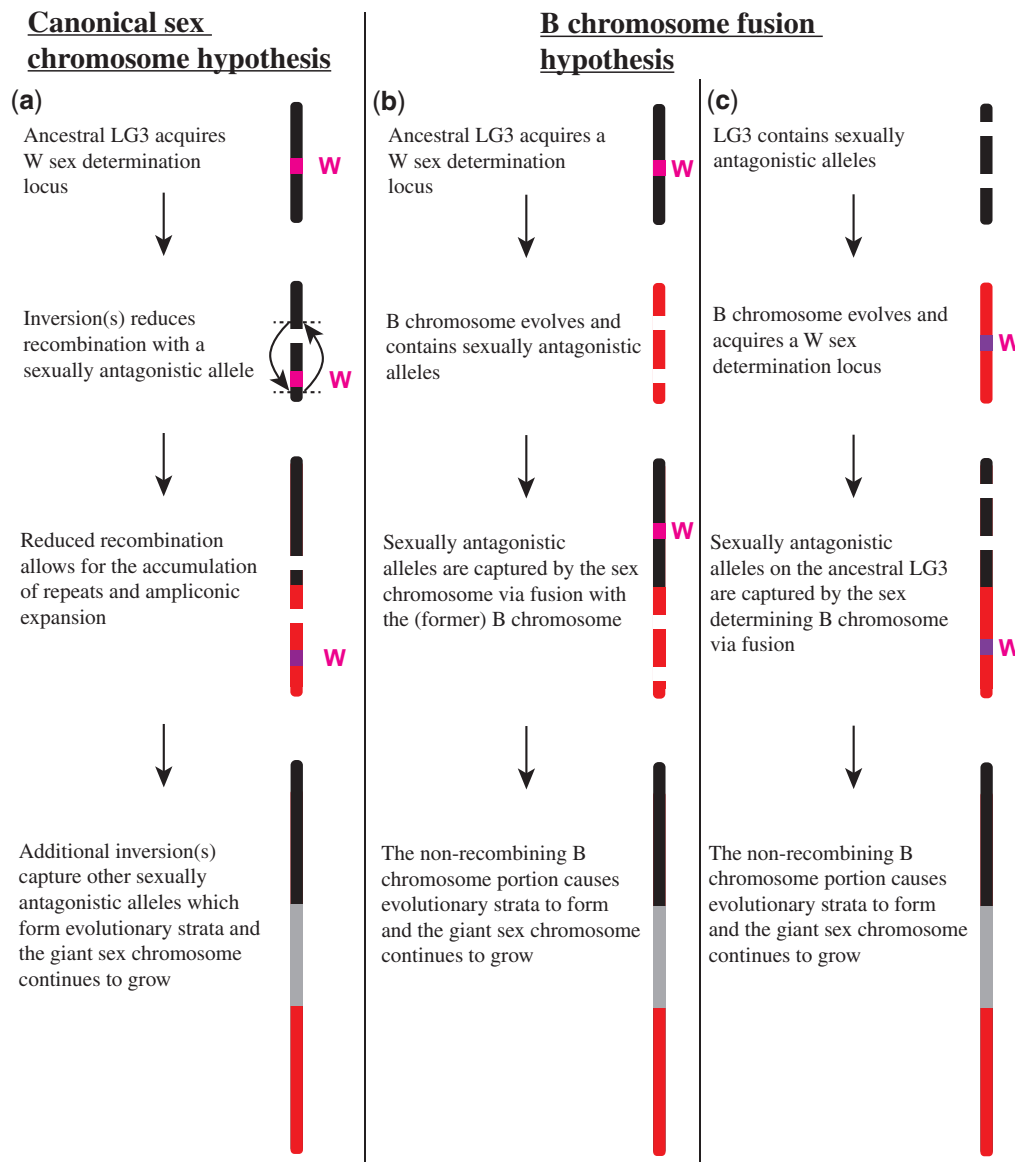 Canonical sex
chromosome hypothesis
B chromosome fusion
hypothesis
(a)
Ancestral LG3 acquires
W sex determination
locus
W
Inversion(s) reduces
recombination with a
sexually antagonistic allele
W
Reduced recombination
allows for the accumulation
of repeats and ampliconic
expansion
W
Additional inversion(s)
capture other sexually
antagonistic alleles which
form evolutionary strata and
the giant sex chromosome
continues to grow
(b)
Ancestral LG3 acquires a
W sex determination
locus
W
B chromosome evolves and
contains sexually antagonistic
alleles
Sexually antagonistic
alleles are captured by the sex
chromosome via fusion with
the (former) B chromosome
W
The non-recombining B
chromosome portion causes
evolutionary strata to form
and the giant sex chromosome
continues to grow
(c)
LG3 contains sexually
antagonistic alleles
B chromosome evolves and
acquires a W sex
determination locus
W
Sexually antagonistic
alleles on the ancestral LG3
are captured by the sex
determining B chromosome
via fusion
W
The non-recombining B
chromosome portion causes
evolutionary strata to form
and the giant sex chromosome
continues to grow